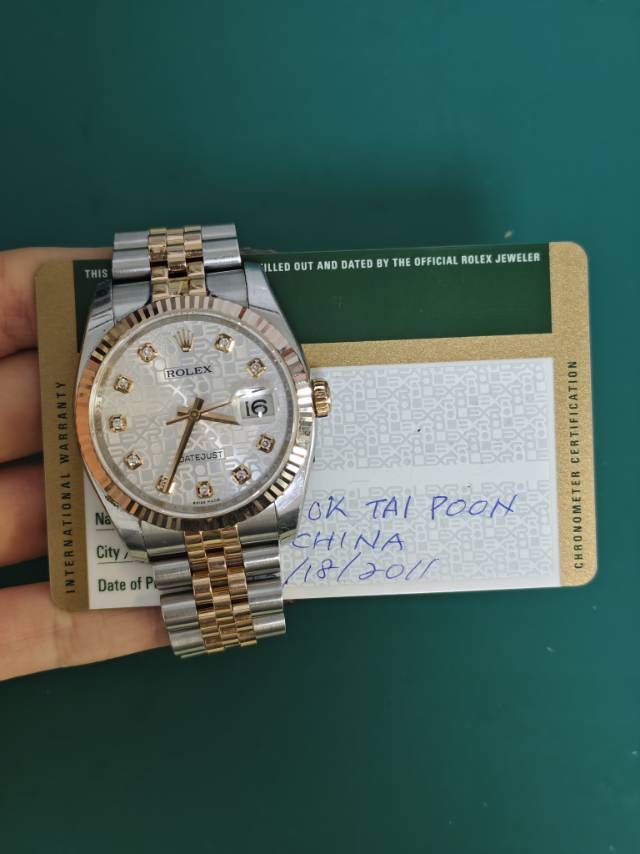 THIS
ILLED OUT AND DATED BY THE OFFICIAL ROLEX JEWELER
INTERNATIONAL WARRANTY
CHRONOMETER CERTIFICATION
ROLEX
16
DATEJUST
SWISS MADE
Na
OK TAI POON
City /
CHINA
Date of P
/18/2011